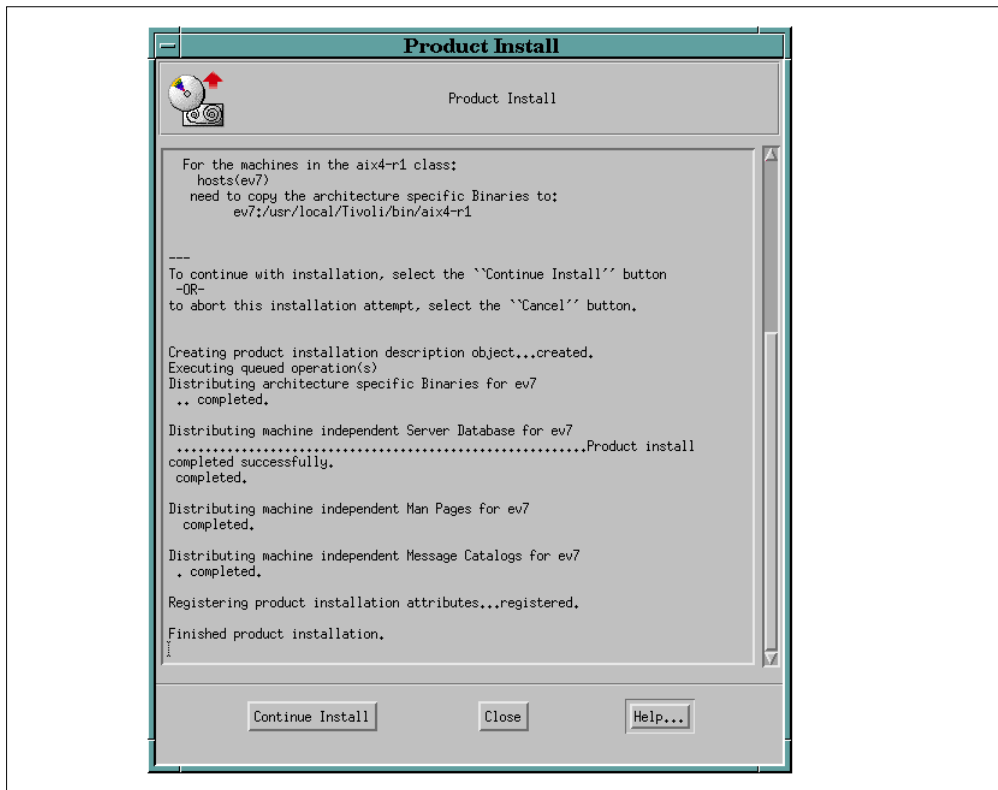 Product Install
Product Install
For the machines in the aix4-r1 class:
hosts(ev7)
need to copy the architecture specific Binaries to:
ev7:/usr/local/Tivoli/bin/aix4-r1
---
To continue with installation, select the ``Continue Install´´ button
-OR-
to abort this installation attempt, select the ``Cancel´´ button.
Creating product installation description object...created.
Executing queued operation(s)
Distributing architecture specific Binaries for ev7
.. completed.
Distributing machine independent Server Database for ev7
.........................................................Product install
completed successfully.
completed.
Distributing machine independent Man Pages for ev7
completed.
Distributing machine independent Message Catalogs for ev7
. completed.
Registering product installation attributes...registered.
Finished product installation.
Continue Install Close Help...